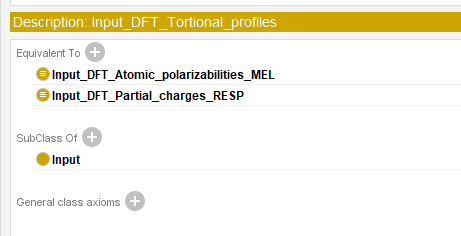 Description: Input_DFT_Tortional_profiles
Equivalent To
Input_DFT_Atomic_polarizabilities_MEL
Input_DFT_Partial_charges_RESP
SubClass Of
Input
General class axioms